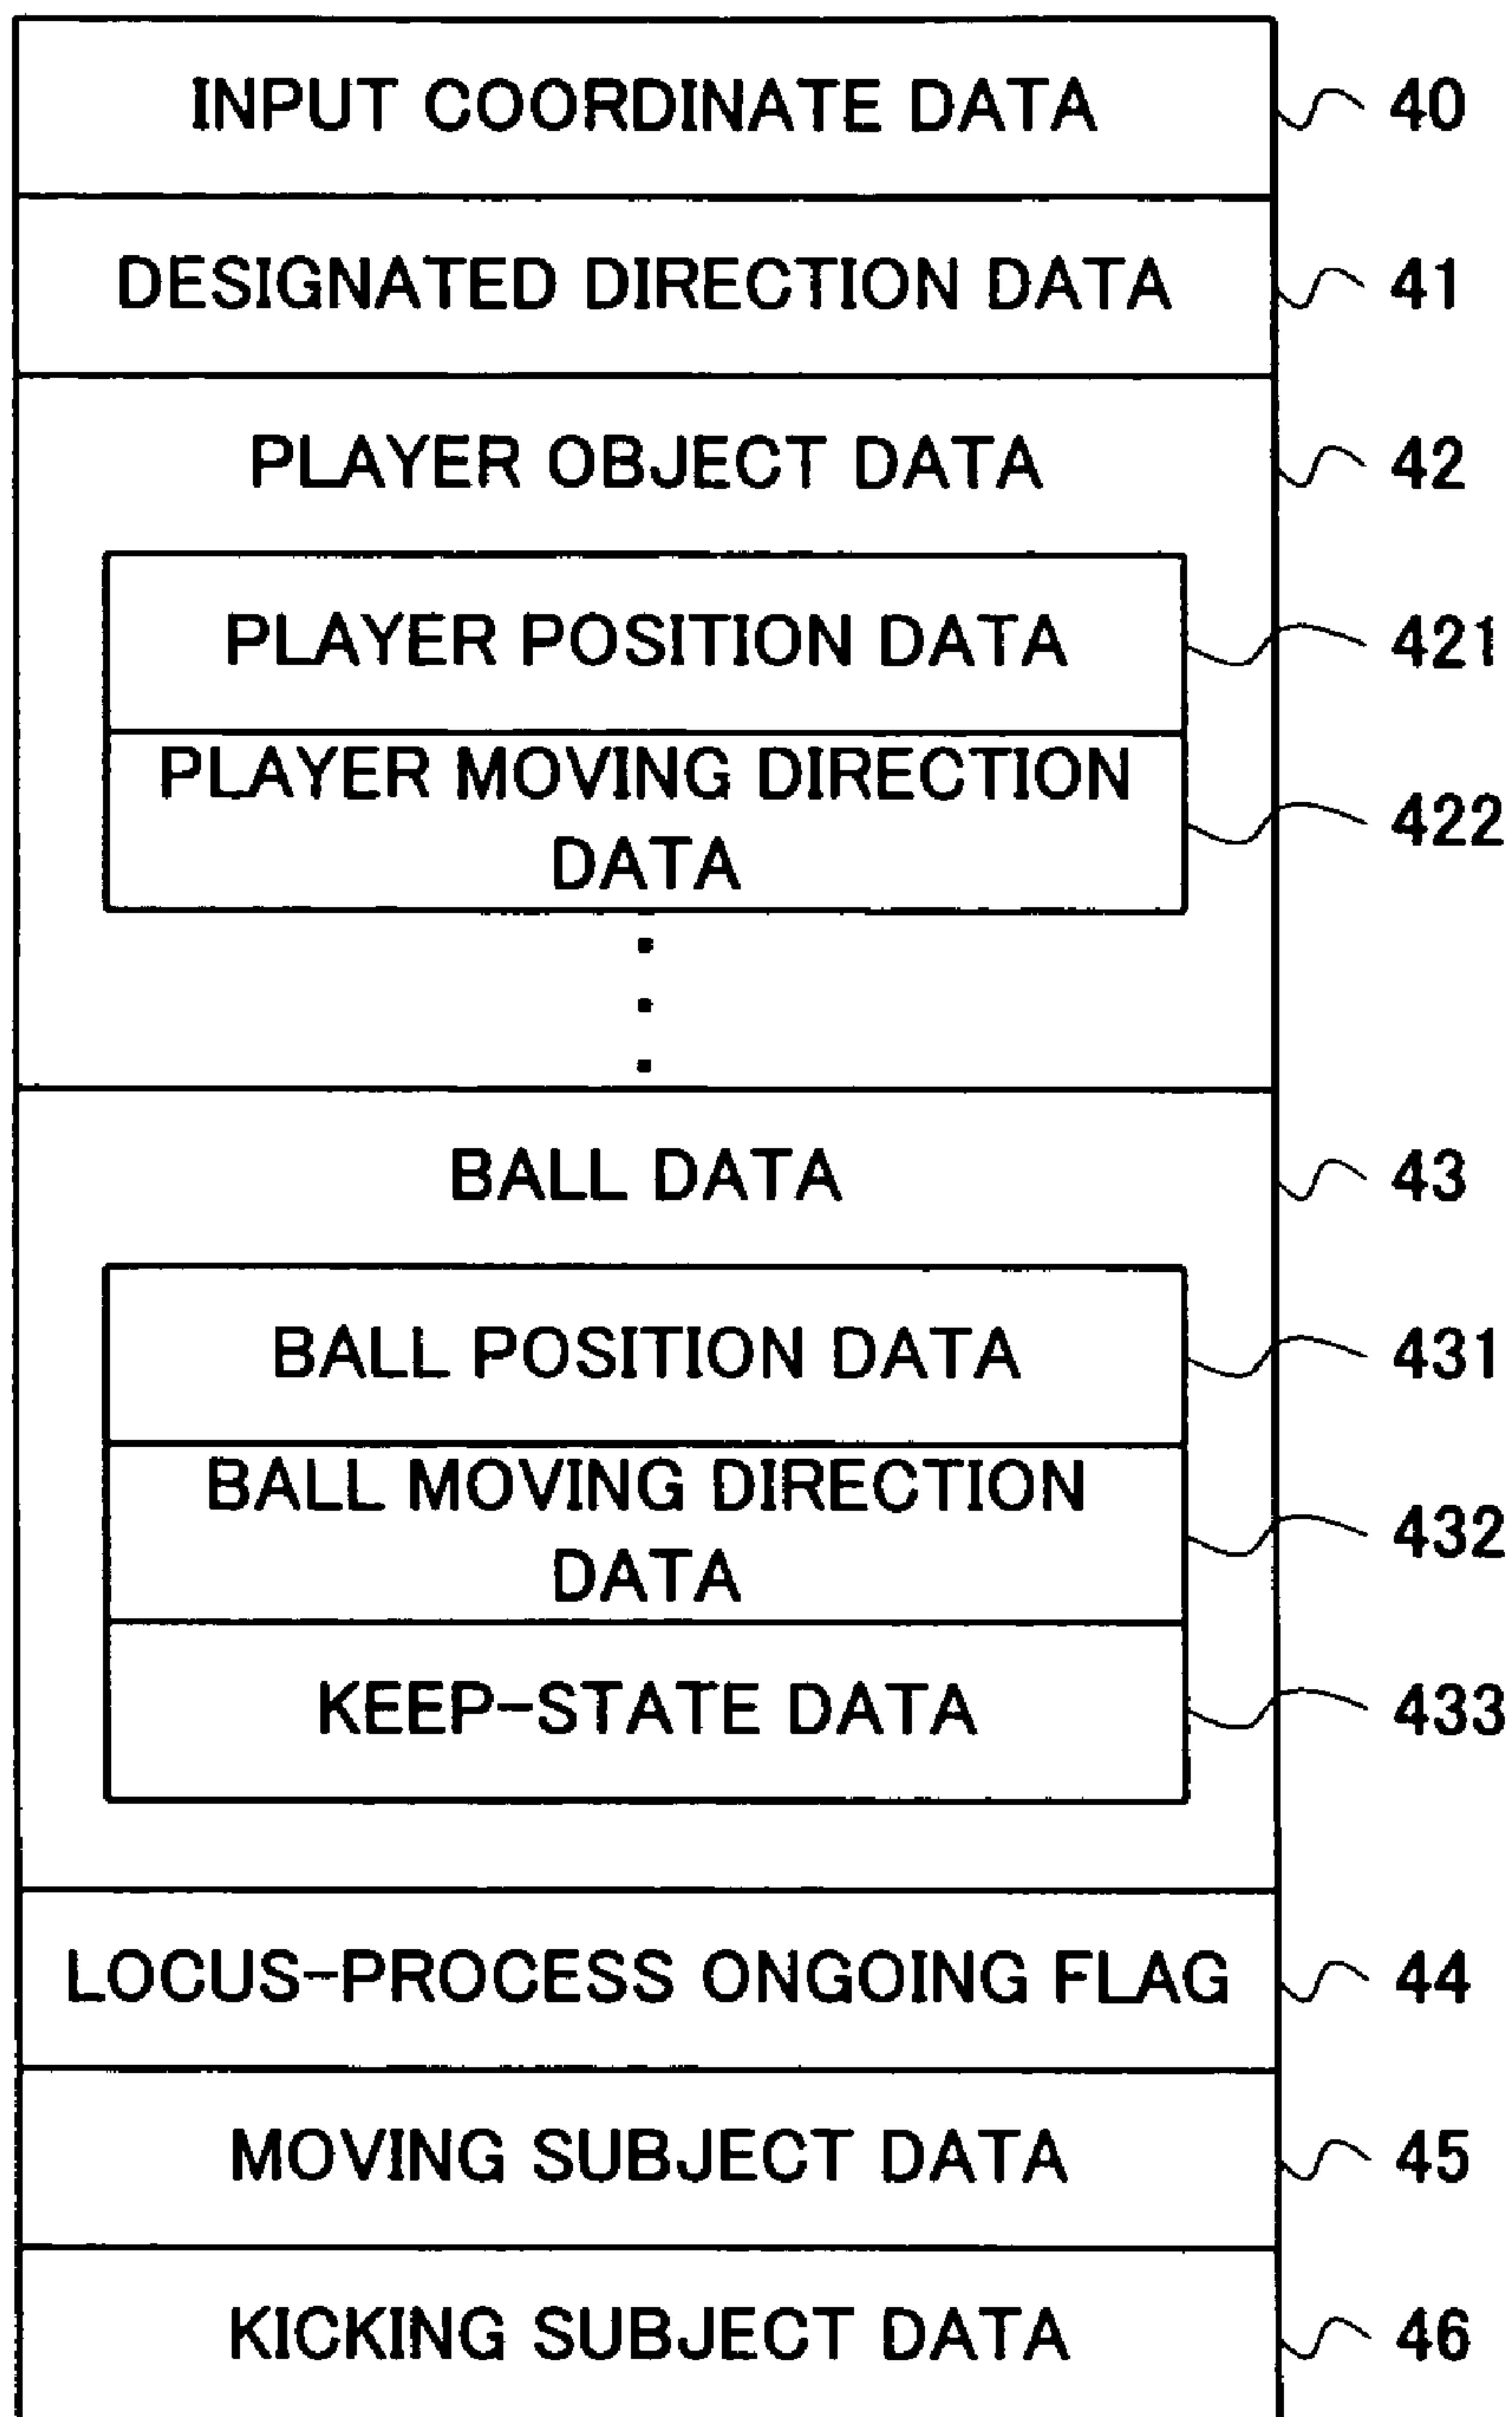 INPUT COORDINATE DATA 40
DESIGNATED DIRECTION DATA 41
PLAYER OBJECT DATA 42
PLAYER POSITION DATA 421
PLAYER MOVING DIRECTION
DATA 422
BALL DATA 43
BALL POSITION DATA 431
BALL MOVING DIRECTION
DATA 432
KEEP-STATE DATA 433
LOCUS-PROCESS ONGOING FLAG 44
MOVING SUBJECT DATA 45
KICKING SUBJECT DATA 46